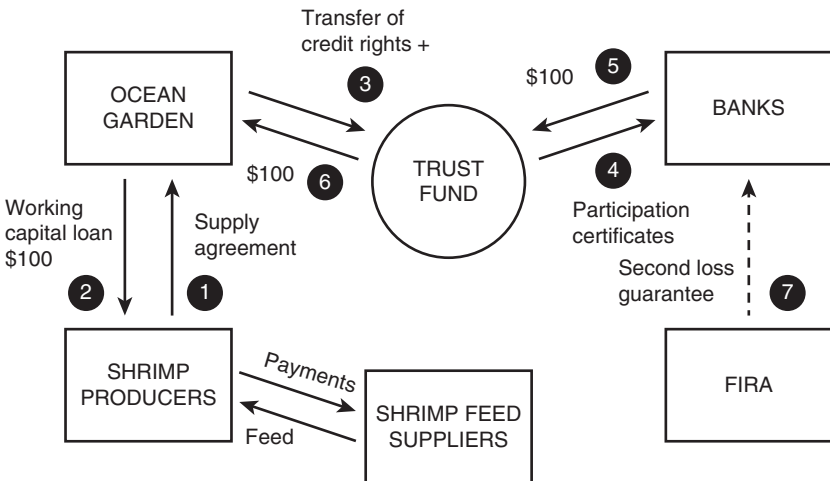 Transfer of
credit rights +
3
5
$100
OCEAN
GARDEN
BANKS
TRUST
FUND
$100
6
4
Working
capital loan
$100
Supply
agreement
Participation
certificates
Second loss
guarantee
2
1
7
SHRIMP
PRODUCERS
Payments
Feed
SHRIMP FEED
SUPPLIERS
FIRA